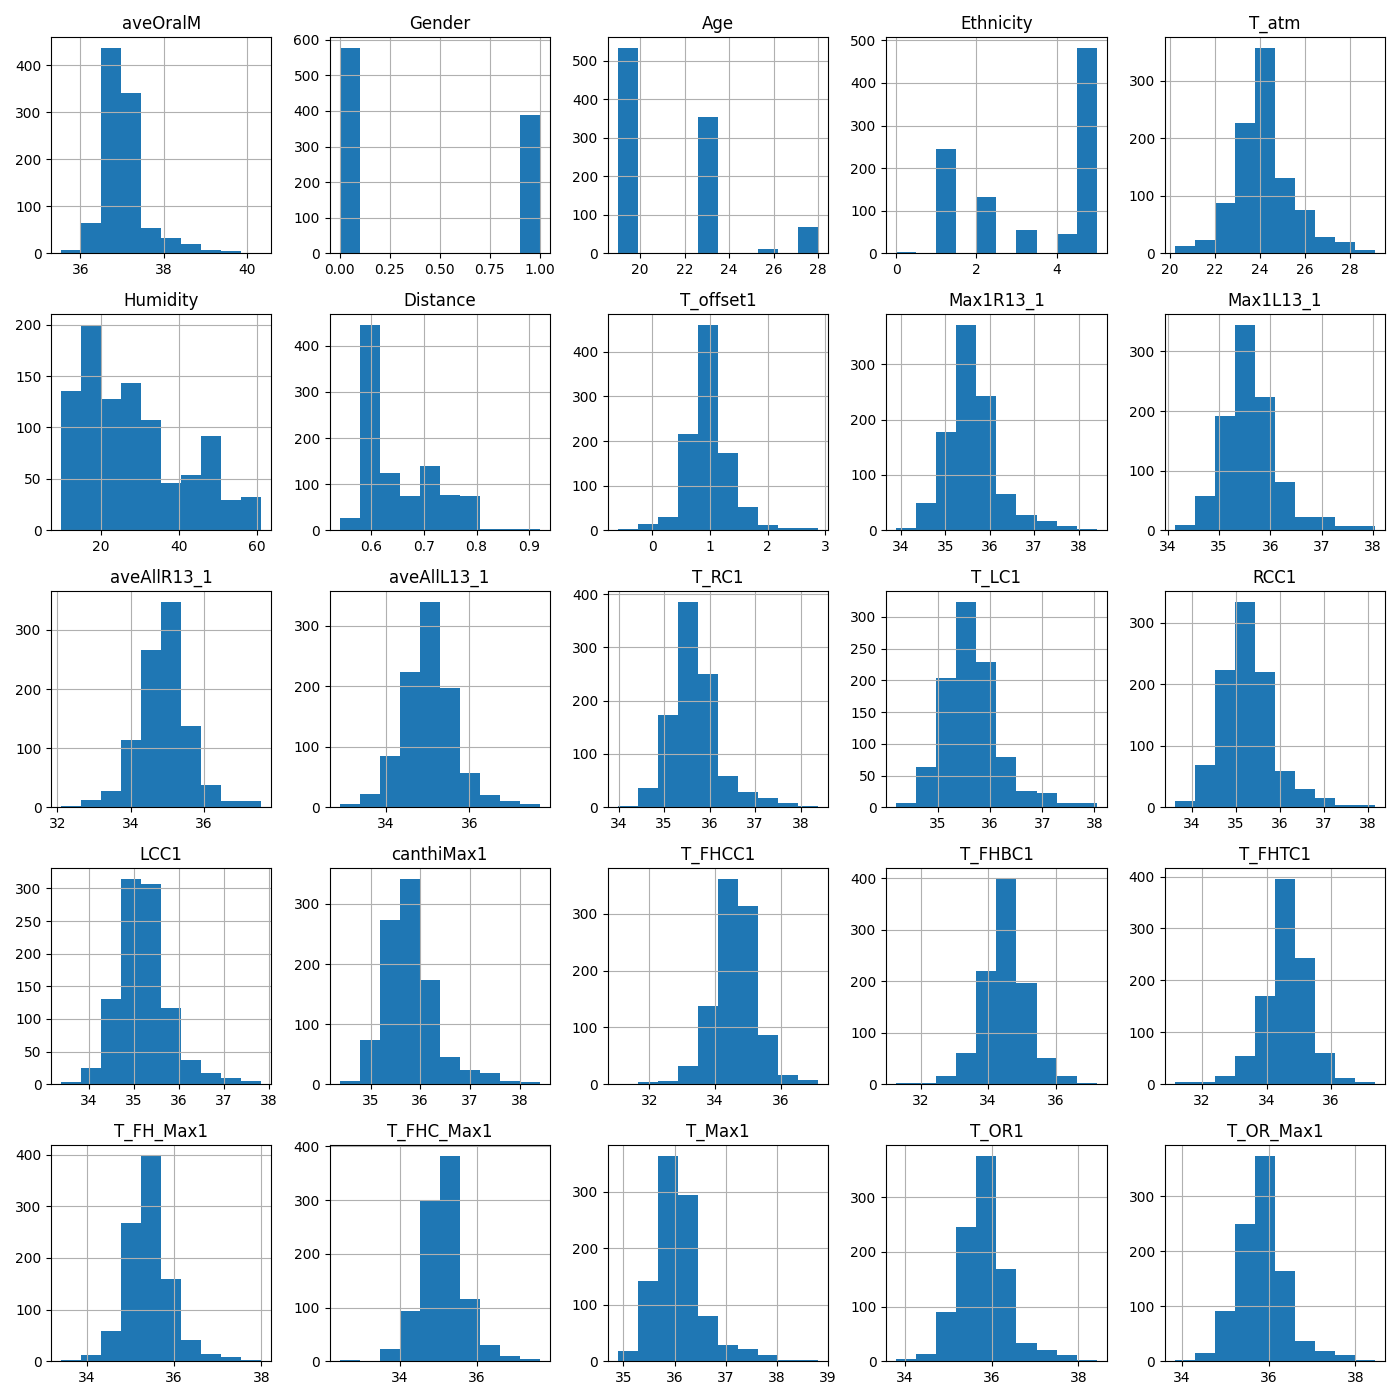 aveOralM Gender Age Ethnicity T_atm
400 300 200 100 0
36 38 40
600 500 400 300 200 100 0
0.00 0.25 0.50 0.75 1.00
500 400 300 200 100 0
20 22 24 26 28
500 400 300 200 100 0
0 2 4
300 200 100 0
20 22 24 26 28
Humidity Distance T_offset1 Max1R13_1 Max1L13_1
200 150 100 50 0
20 40 60
400 300 200 100 0
0.6 0.7 0.8 0.9
400 300 200 100 0
0 1 2 3
400 300 200 100 0
34 35 36 37 38
300 200 100 0
34 35 36 37 38
aveAllR13_1 aveAllL13_1 T_RC1 T_LC1 RCC1
300 200 100 0
32 34 36
300 200 100 0
34 36
400 300 200 100 0
34 35 36 37 38
300 250 200 150 100 50 0
35 36 37 38
300 200 100 0
34 35 36 37 38
LCC1 canthiMax1 T_FHCC1 T_FHBC1 T_FHTC1
300 250 200 150 100 50 0
34 35 36 37 38
300 200 100 0
35 36 37 38
300 200 100 0
32 34 36
400 300 200 100 0
32 34 36
400 300 200 100 0
32 34 36
T_FH_Max1 T_FHC_Max1 T_Max1 T_OR1 T_OR_Max1
400 300 200 100 0
34 36 38
400 300 200 100 0
34 36
300 200 100 0
35 36 37 38 39
300 200 100 0
34 36 38
300 200 100 0
34 36 38